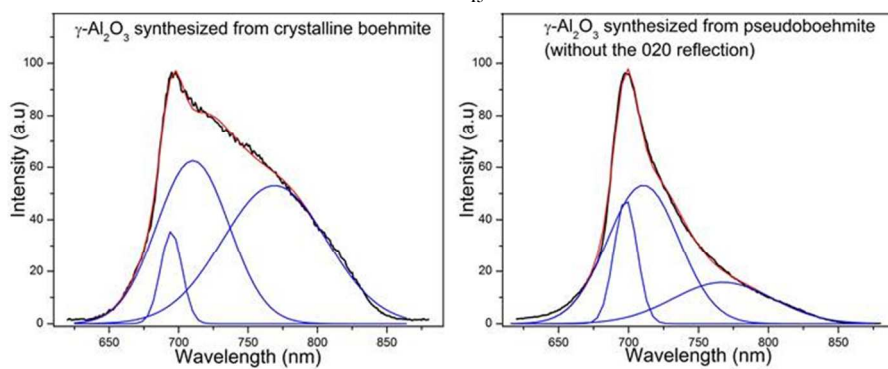 13
γ-Al₂O₃ synthesized from crystalline boehmite
100
80
60
40
20
0
Intensity (a.u)
650 700 750 800 850
Wavelength (nm)
γ-Al₂O₃ synthesized from pseudoboehmite
(without the 020 reflection)
100
80
60
40
20
0
Intensity (a.u)
650 700 750 800 850
Wavelength (nm)